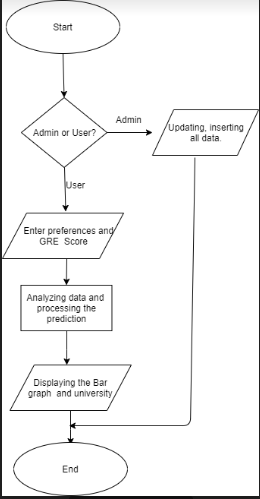 Start
Admin or User?
Admin
Updating, inserting
all data.
User
Enter preferences and
GRE Score
Analyzing data and
processing the
prediction
Displaying the Bar
graph and university
End